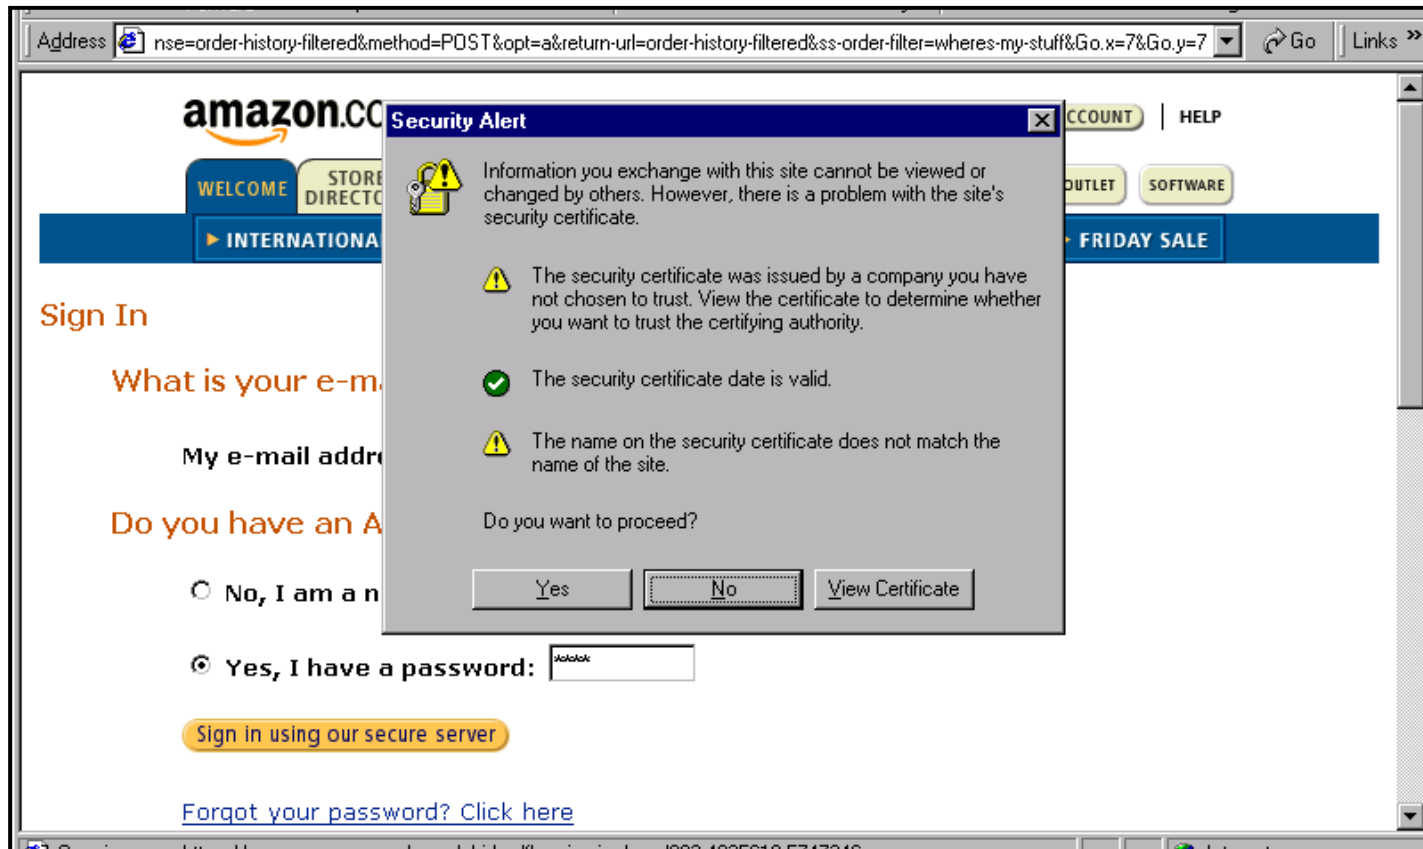 Address nse=order-history-filtered&method=POST&opt=a&return-url=order-history-filtered&ss-order-filter=wheres-my-stuff&Go.x=7&Go.y=7 Go Links »
amazon.co
CCOUNT | HELP
WELCOME
STORE
DIRECTO
OUTLET
SOFTWARE
INTERNATIONA
FRIDAY SALE
Security Alert
Information you exchange with this site cannot be viewed or
changed by others. However, there is a problem with the site's
security certificate.
The security certificate was issued by a company you have
not chosen to trust. View the certificate to determine whether
you want to trust the certifying authority.
The security certificate date is valid.
The name on the security certificate does not match the
name of the site.
Do you want to proceed?
Yes
No
View Certificate
Sign In
What is your e-ma
My e-mail addre
Do you have an A
No, I am a n
Yes, I have a password: *****
Sign in using our secure server
Forgot your password? Click here